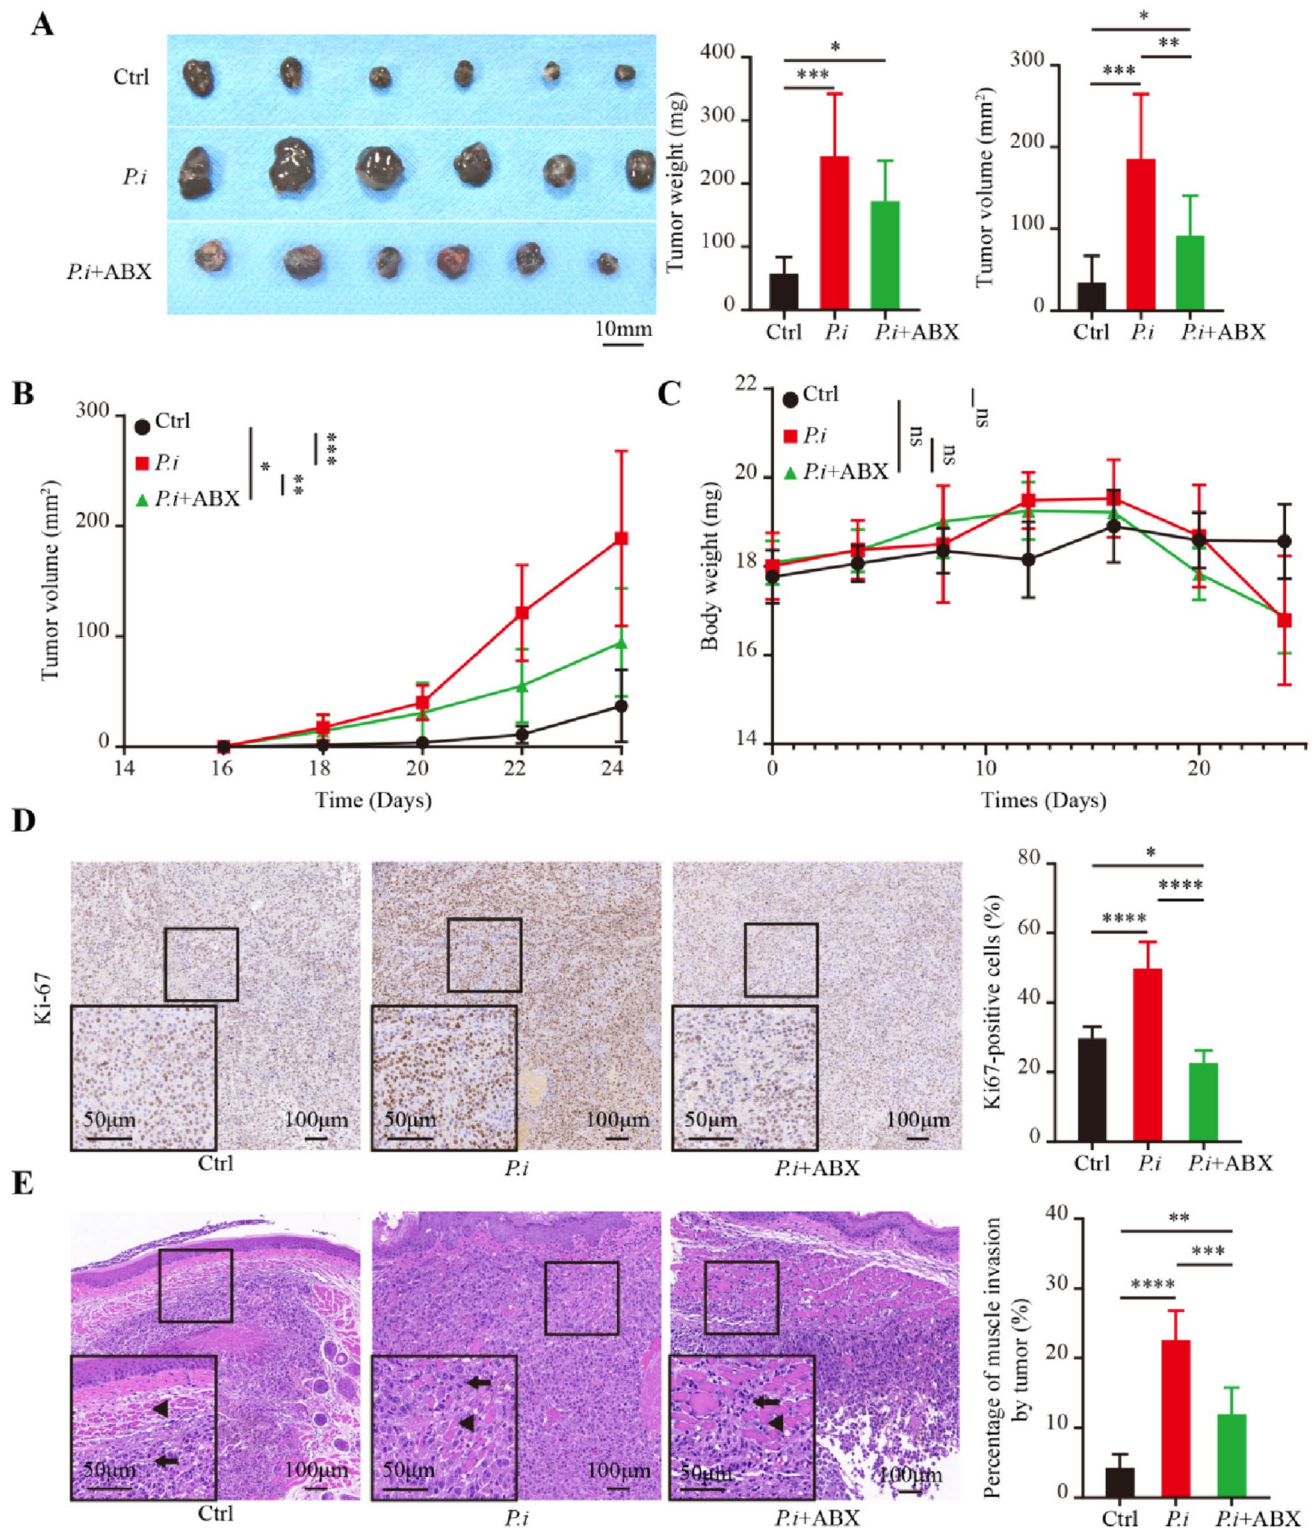 A
Ctrl
P.i
P.i+ABX
10mm
Tumor weight (mg)
400
300
200
100
0
*
***
Ctrl
P.i
P.i+ABX
Tumor volume (mm²)
300
200
100
0
*
**
***
Ctrl
P.i
P.i+ABX
B
Tumor volume (mm²)
300
200
100
0
Ctrl
P.i
P.i+ABX
*
**
***
14
16
18
20
22
24
Time (Days)
C
Body weight (mg)
22
20
18
16
14
Ctrl
P.i
P.i+ABX
ns
ns
ns
0
10
20
Times (Days)
D
Ki-67
50μm
100μm
50μm
100μm
50μm
100μm
Ctrl
P.i
P.i+ABX
Ki67-positive cells (%)
80
60
40
20
0
*
****
****
Ctrl
P.i
P.i+ABX
E
50μm
100μm
50μm
100μm
50μm
100μm
Ctrl
P.i
P.i+ABX
Percentage of muscle invasion
by tumor (%)
40
30
20
10
0
**
***
****
Ctrl
P.i
P.i+ABX